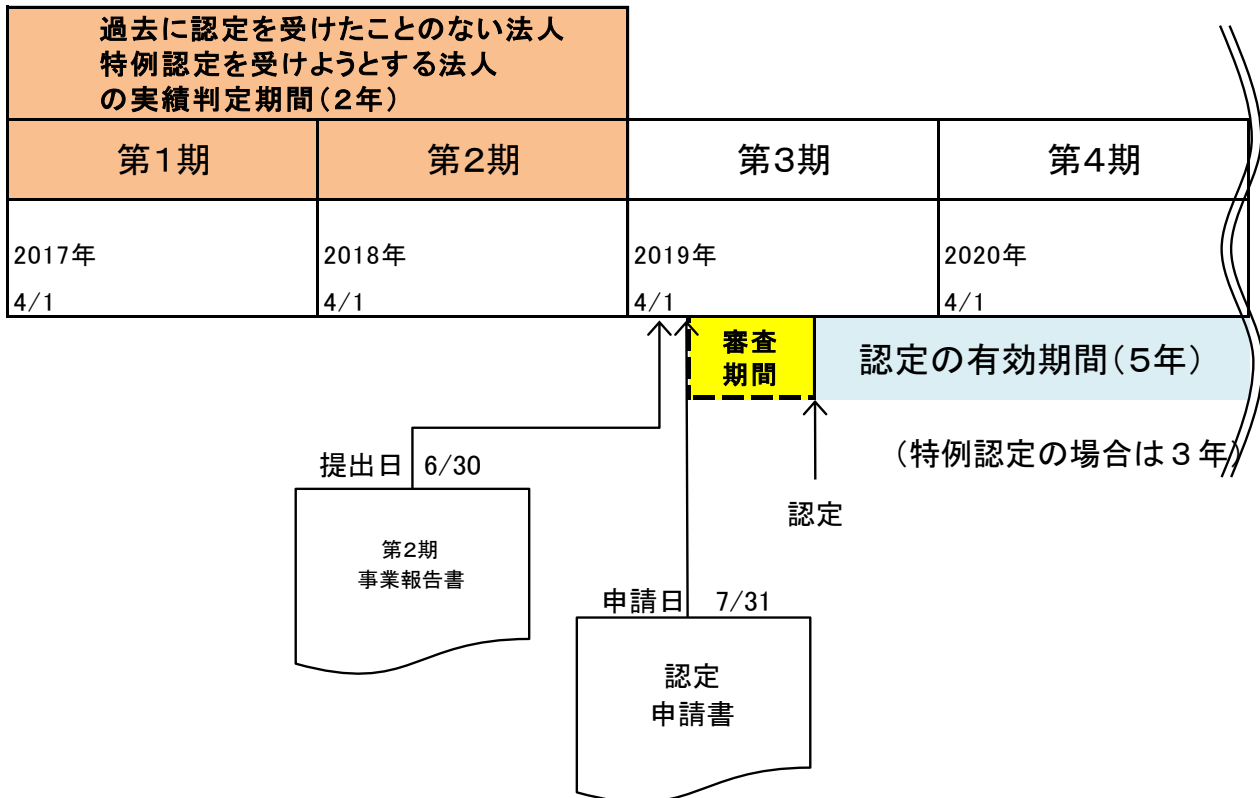 過去に認定を受けたことのない法人
特例認定を受けようとする法人
の実績判定期間(2年)
第1期 第2期 第3期 第4期
2017年 2018年 2019年 2020年
4/1 4/1 4/1 4/1
審査
期間
認定の有効期間(5年)
(特例認定の場合は3年)
提出日 6/30
認定
第2期
事業報告書
申請日 7/31
認定
申請書